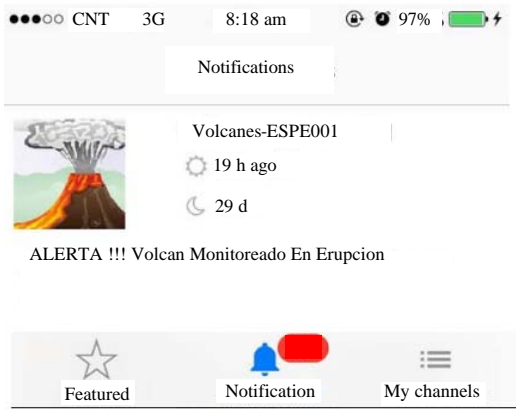 CNT 3G 8:18 am 97%
Notifications
Volcanes-ESPE001
19 h ago
29 d
ALERTA !!! Volcan Monitoreado En Erupcion
Featured Notification My channels